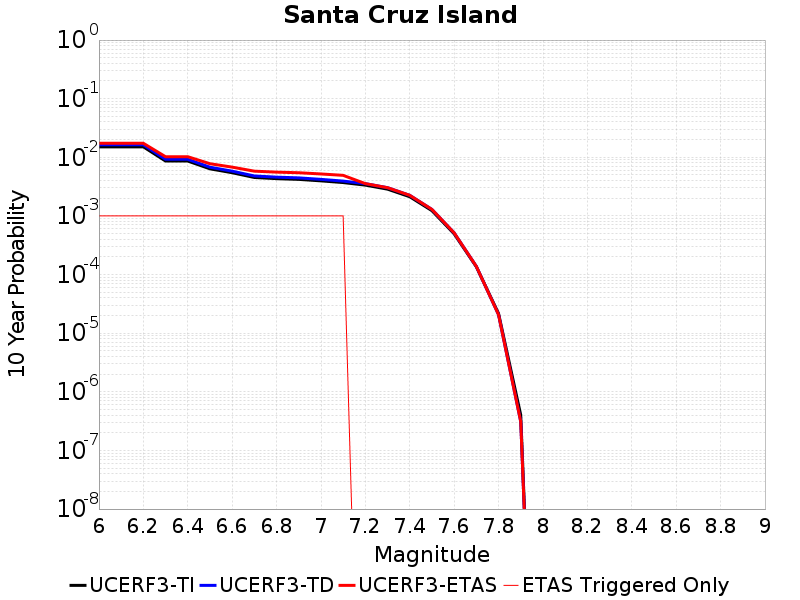 Santa Cruz Island
10 Year Probability
10^0
10^-1
10^-2
10^-3
10^-4
10^-5
10^-6
10^-7
10^-8
6 6.2 6.4 6.6 6.8 7 7.2 7.4 7.6 7.8 8 8.2 8.4 8.6 8.8 9
Magnitude
UCERF3-TI UCERF3-TD UCERF3-ETAS ETAS Triggered Only